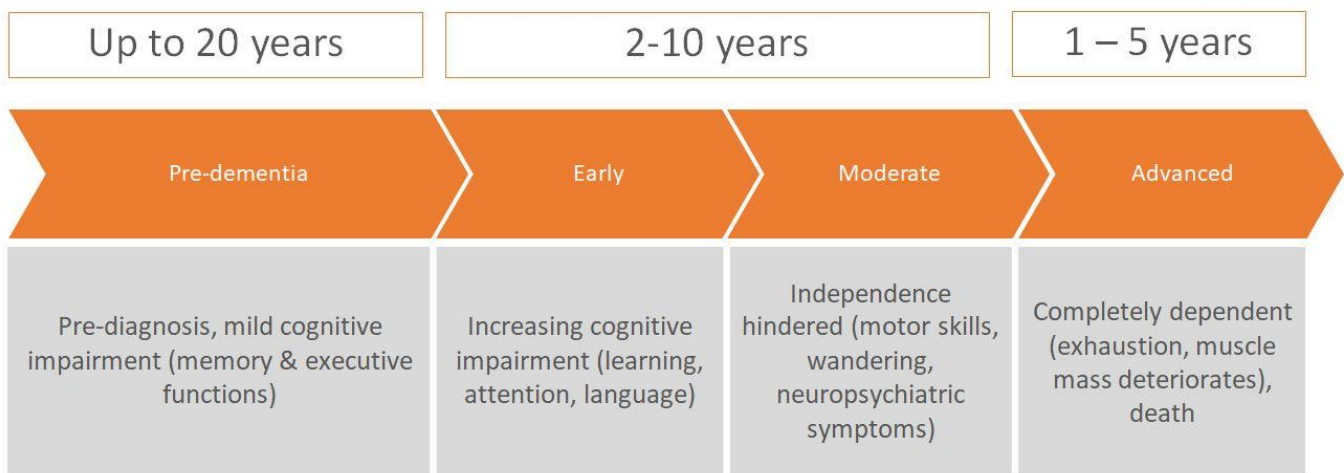 Up to 20 years
2-10 years
1 – 5 years
Pre-dementia
Early
Moderate
Advanced
Pre-diagnosis, mild cognitive
impairment (memory & executive
functions)
Increasing cognitive
impairment (learning,
attention, language)
Independence
hindered (motor skills,
wandering,
neuropsychiatric
symptoms)
Completely dependent
(exhaustion, muscle
mass deteriorates),
death